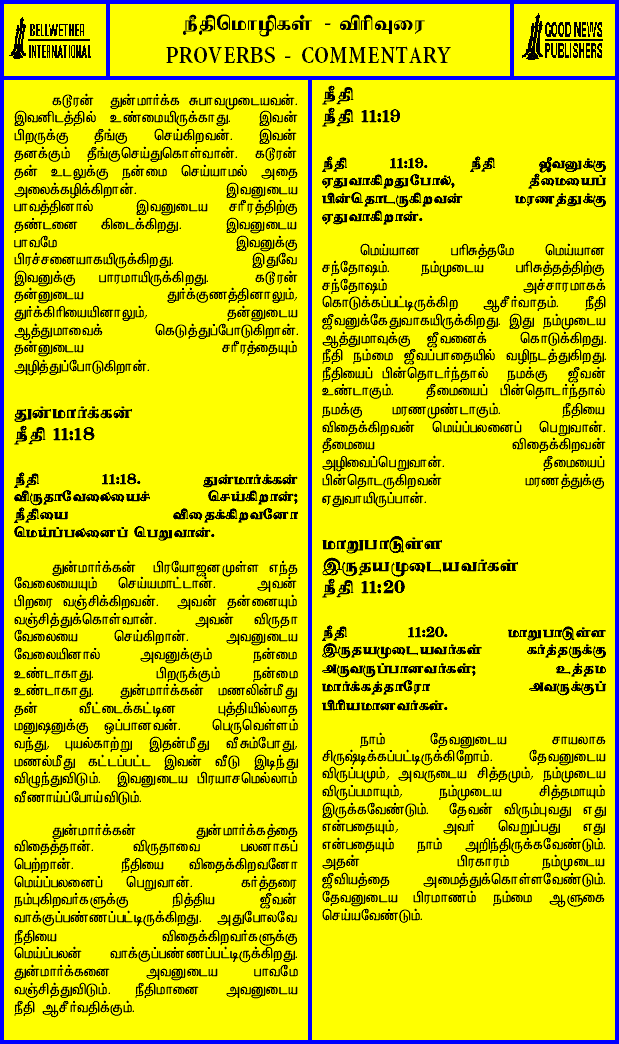 BELLWETHER
INTERNATIONAL
நீதிமொழிகள் - விரிவுரை
PROVERBS - COMMENTARY
GOOD NEWS
PUBLISHERS
கடூரன் துன்மார்க்க சுபாவமுடையவன்.
இவனிடத்தில் உண்மையிருக்காது. இவன்
பிறருக்கு தீங்கு செய்கிறவன். இவன்
தனக்கும் தீங்குசெய்துகொள்வான். கடூரன்
தன் உடலுக்கு நன்மை செய்யாமல் அதை
அலைக்கழிக்கிறான். இவனுடைய
பாவத்தினால் இவனுடைய சரீரத்திற்கு
தண்டனை கிடைக்கிறது. இவனுடைய
பாவமே இவனுக்கு
பிரச்சனையாகயிருக்கிறது. இதுவே
இவனுக்கு பாரமாயிருக்கிறது. கடூரன்
தன்னுடைய துர்க்குணத்தினாலும்,
துர்க்கிரியையினாலும், தன்னுடைய
ஆத்துமாவைக் கெடுத்துப்போடுகிறான்.
தன்னுடைய சரீரத்தையும்
அழித்துப்போடுகிறான்.
துன்மார்க்கன்
நீதி 11:18
நீதி 11:18. துன்மார்க்கன்
விருதாவேலையைச் செய்கிறான்;
நீதியை விதைக்கிறவனோ
மெய்ப்பலனைப் பெறுவான்.
துன்மார்க்கன் பிரயோஜனமுள்ள எந்த
வேலையையும் செய்யமாட்டான். அவன்
பிறரை வஞ்சிக்கிறவன். அவன் தன்னையும்
வஞ்சித்துக்கொள்வான். அவன் விருதா
வேலையை செய்கிறான். அவனுடைய
வேலையினால் அவனுக்கும் நன்மை
உண்டாகாது. பிறருக்கும் நன்மை
உண்டாகாது. துன்மார்க்கன் மணலின்மீது
தன் வீட்டைக்கட்டின புத்தியில்லாத
மனுஷனுக்கு ஒப்பானவன். பெருவெள்ளம்
வந்து, புயல்காற்று இதன்மீது வீசும்போது,
மணல்மீது கட்டப்பட்ட இவன் வீடு இடிந்து
விழுந்துவிடும். இவனுடைய பிரயாசமெல்லாம்
வீணாய்ப்போய்விடும்.
துன்மார்க்கன் துன்மார்க்கத்தை
விதைத்தான். விருதாவை பலனாகப்
பெற்றான். நீதியை விதைக்கிறவனோ
மெய்ப்பலனைப் பெறுவான். கர்த்தரை
நம்புகிறவர்களுக்கு நித்திய ஜீவன்
வாக்குப்பண்ணப்பட்டிருக்கிறது. அதுபோலவே
நீதியை விதைக்கிறவர்களுக்கு
மெய்ப்பலன் வாக்குப்பண்ணப்பட்டிருக்கிறது.
துன்மார்க்கனை அவனுடைய பாவமே
வஞ்சித்துவிடும். நீதிமானை அவனுடைய
நீதி ஆசீர்வதிக்கும்.
நீதி
நீதி 11:19
நீதி 11:19. நீதி ஜீவனுக்கு
ஏதுவாகிறதுபோல், தீமையைப்
பின்தொடருகிறவன் மரணத்துக்கு
ஏதுவாகிறான்.
மெய்யான பரிசுத்தமே மெய்யான
சந்தோஷம். நம்முடைய பரிசுத்தத்திற்கு
சந்தோஷம் அச்சாரமாகக்
கொடுக்கப்பட்டிருக்கிற ஆசீர்வாதம். நீதி
ஜீவனுக்கேதுவாகயிருக்கிறது. இது நம்முடைய
ஆத்துமாவுக்கு ஜீவனைக் கொடுக்கிறது.
நீதி நம்மை ஜீவப்பாதையில் வழிநடத்துகிறது.
நீதியைப் பின்தொடர்ந்தால் நமக்கு ஜீவன்
உண்டாகும். தீமையைப் பின்தொடர்ந்தால்
நமக்கு மரணமுண்டாகும். நீதியை
விதைக்கிறவன் மெய்ப்பலனைப் பெறுவான்.
தீமையை விதைக்கிறவன்
அழிவைப்பெறுவான். தீமையைப்
பின்தொடருகிறவன் மரணத்துக்கு
ஏதுவாயிருப்பான்.
மாறுபாடுள்ள
இருதயமுடையவர்கள்
நீதி 11:20
நீதி 11:20. மாறுபாடுள்ள
இருதயமுடையவர்கள் கர்த்தருக்கு
அருவருப்பானவர்கள்; உத்தம
மார்க்கத்தாரோ அவருக்குப்
பிரியமானவர்கள்.
நாம் தேவனுடைய சாயலாக
சிருஷ்டிக்கப்பட்டிருக்கிறோம். தேவனுடைய
விருப்பமும், அவருடைய சித்தமும், நம்முடைய
விருப்பமாயும், நம்முடைய சித்தமாயும்
இருக்கவேண்டும். தேவன் விரும்புவது எது
என்பதையும், அவர் வெறுப்பது எது
என்பதையும் நாம் அறிந்திருக்கவேண்டும்.
அதன் பிரகாரம் நம்முடைய
ஜீவியத்தை அமைத்துக்கொள்ளவேண்டும்.
தேவனுடைய பிரமாணம் நம்மை ஆளுகை
செய்யவேண்டும்.